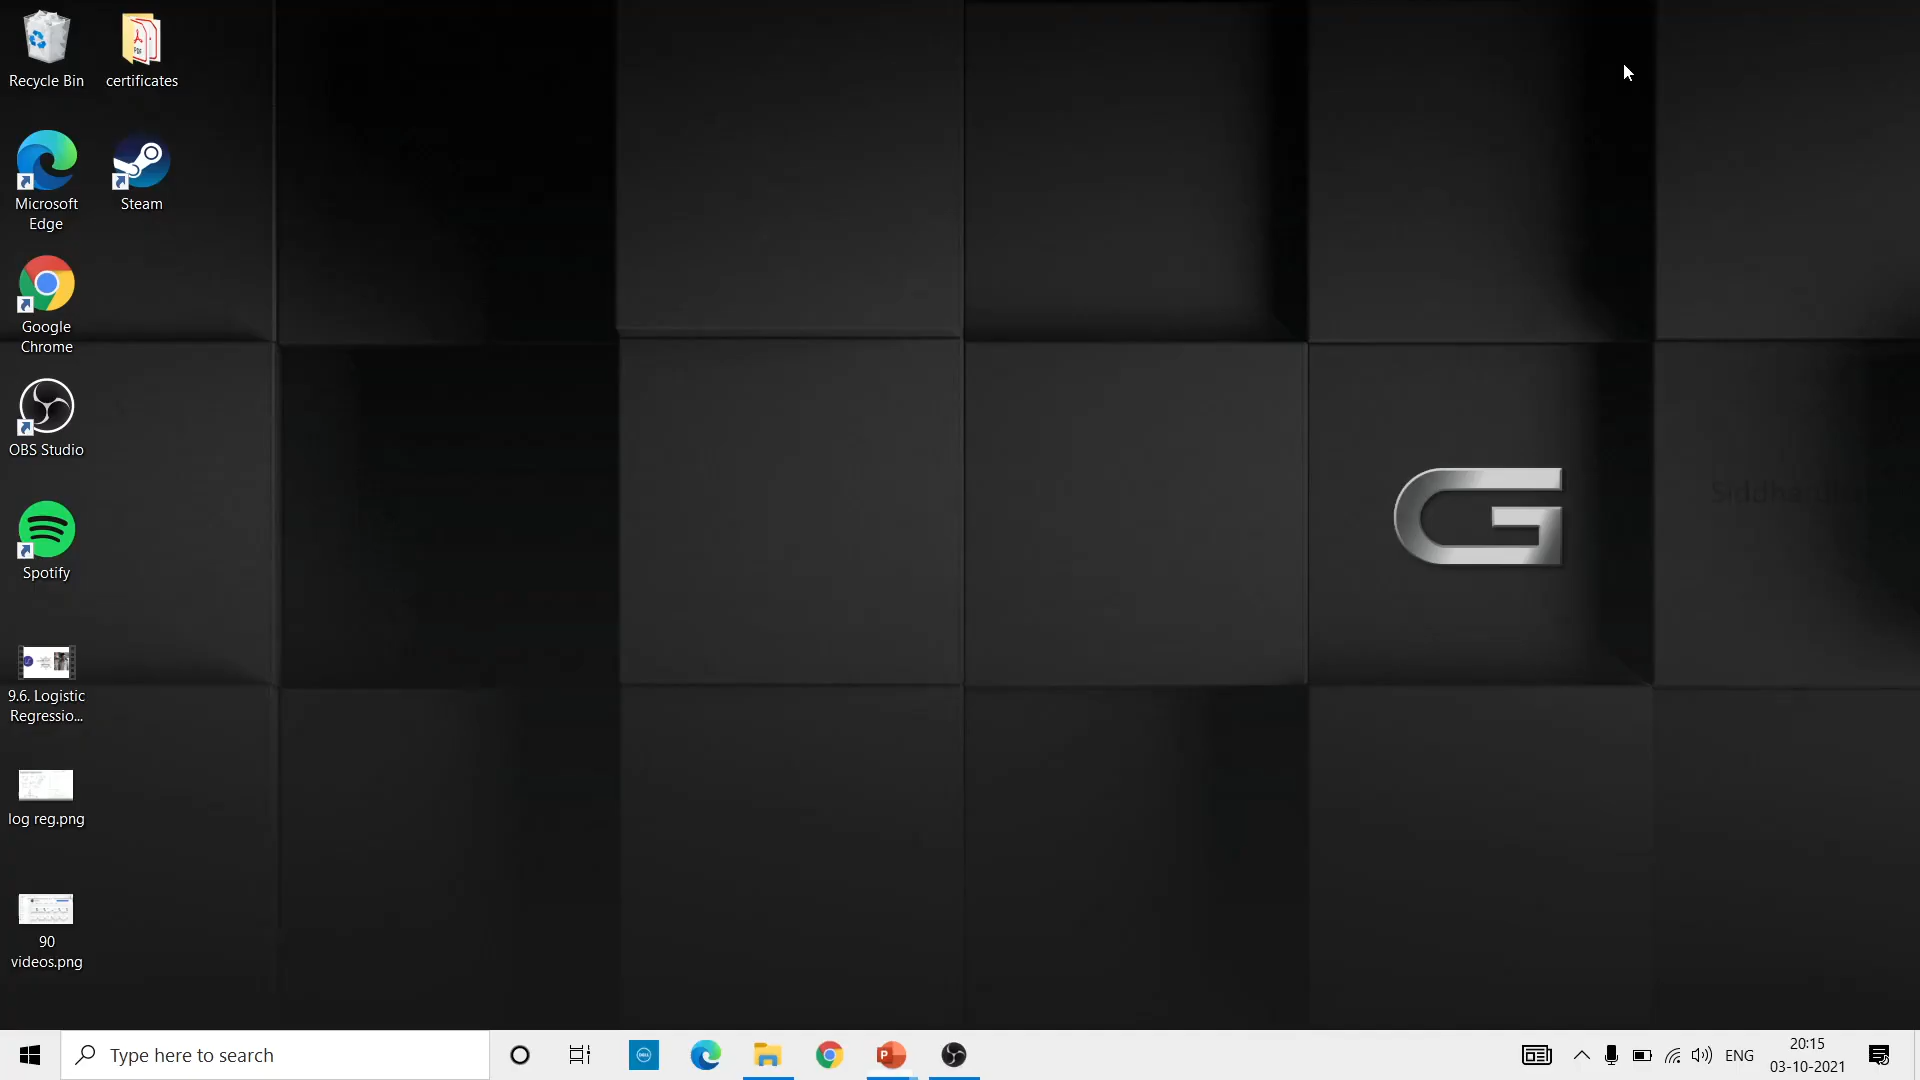 Recycle Bin
certificates
Microsoft
Edge
Steam
Google
Chrome
OBS Studio
Spotify
9.6. Logistic
Regressio...
log reg.png
90
videos.png
G
Type here to search
ENG
20:15
03-10-2021